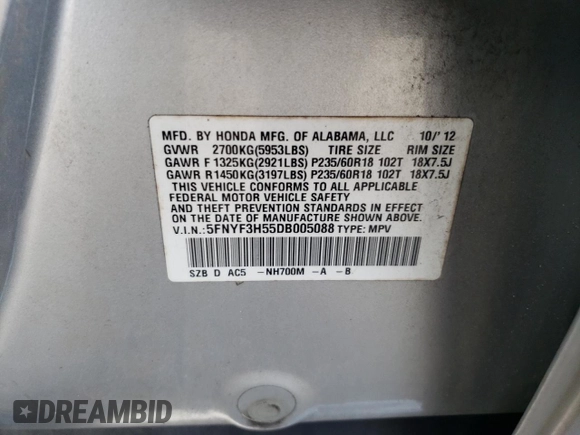 MFD. BY HONDA MFG. OF ALABAMA, LLC 10/'12
GVWR 2700KG(5953LBS) TIRE SIZE RIM SIZE
GAWR F 1325KG(2921LBS) P235/60R18 102T 18X7.5J
GAWR R1450KG(3197LBS) P235/60R18 102T 18X7.5J
THIS VEHICLE CONFORMS TO ALL APPLICABLE
FEDERAL MOTOR VEHICLE SAFETY
AND THEFT PREVENTION STANDARDS IN EFFECT
ON THE DATE OF MANUFACTURE SHOWN ABOVE.
V.I.N.:5FNYF3H55DB005088 TYPE: MPV
SZB D AC5 -NH700M -A -B
DREAMBID